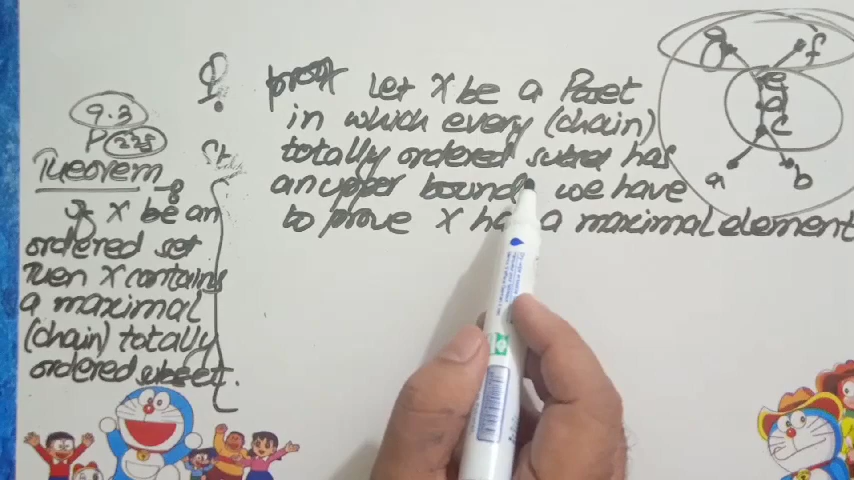 9.3
P 225
Theorem
If X be an
ordered set
Then X contains
a maximal
(chain) totally
ordered subset.
proof Let X be a Poset
in which every (chain)
totally ordered subset has
an upper bound. we have
to prove X has a maximal element
g f
e
d
c
a b